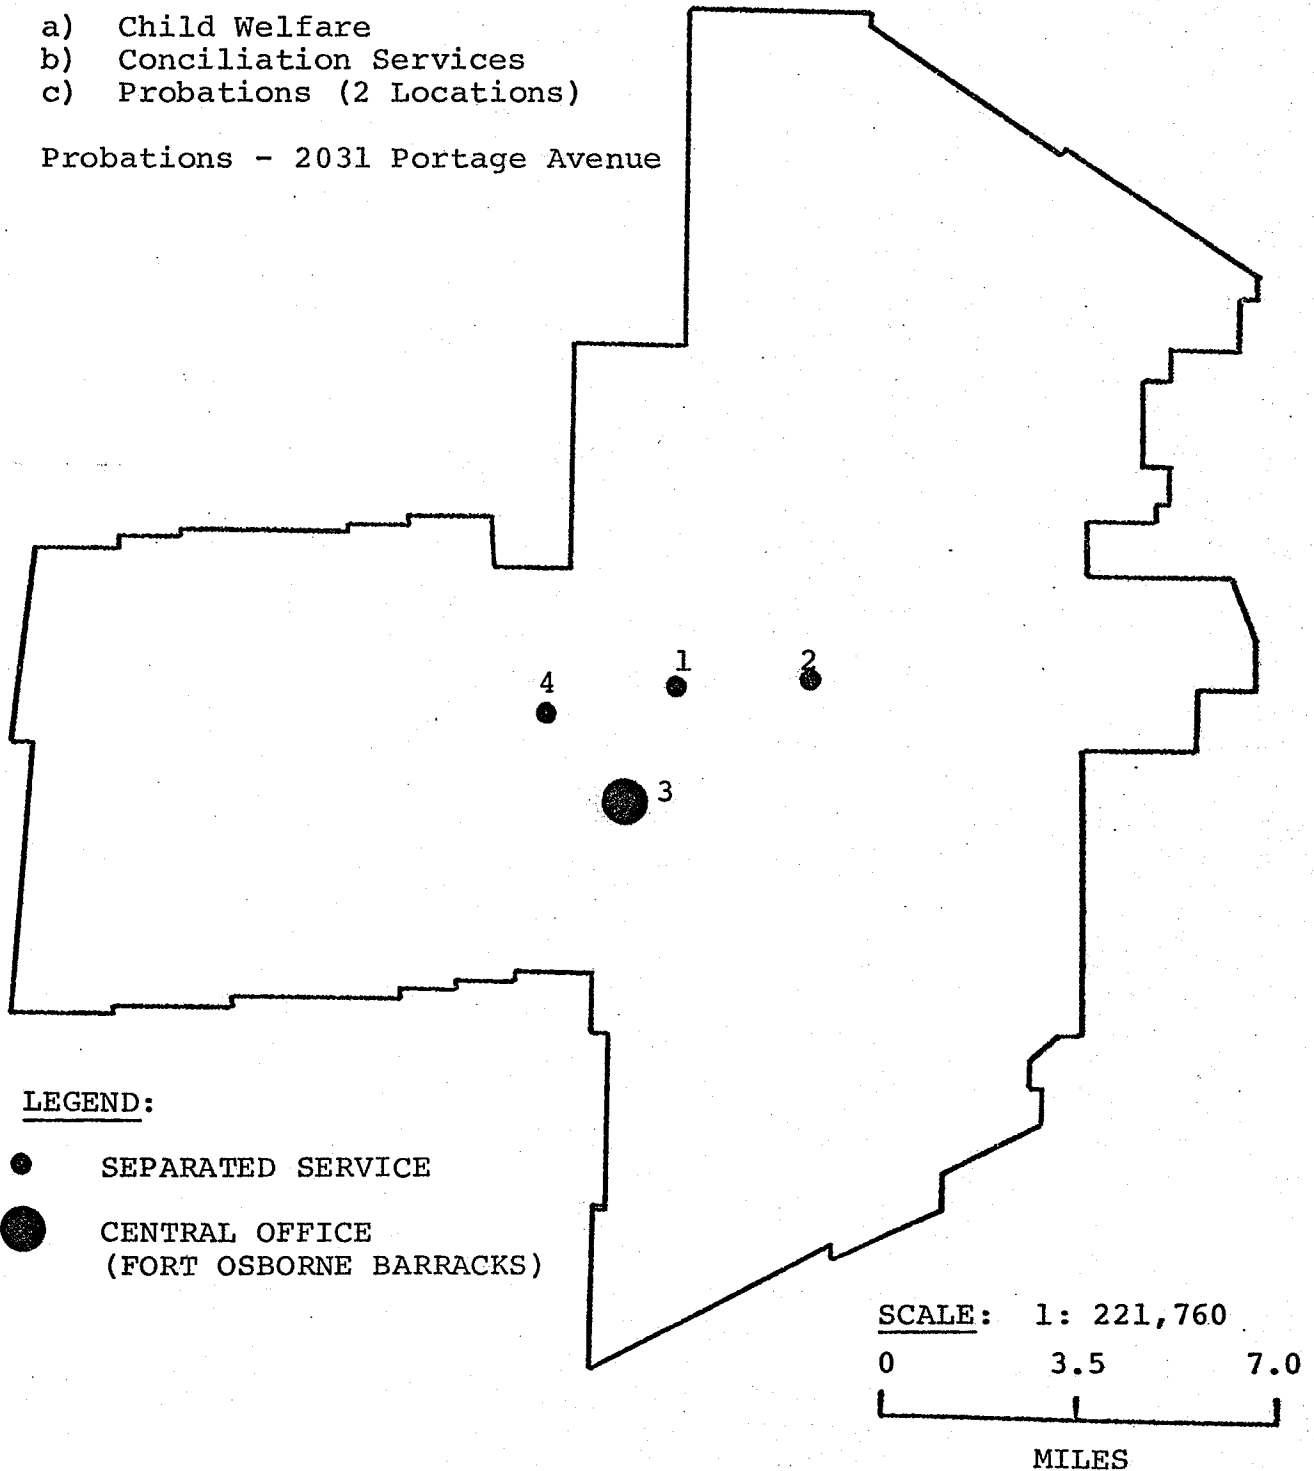 a) Child Welfare
b) Conciliation Services
c) Probations (2 Locations)
Probations - 2031 Portage Avenue
1
2
4
3
LEGEND:
SEPARATED SERVICE
CENTRAL OFFICE
(FORT OSBORNE BARRACKS)
SCALE: 1: 221,760
0 3.5 7.0
MILES